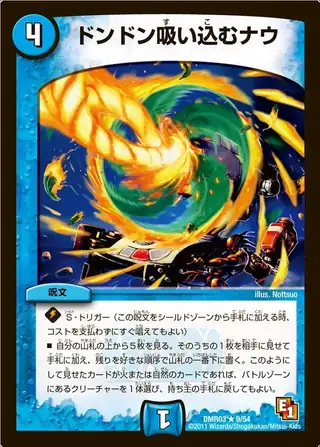 4
ドンドン吸い込むナウ
すこ
illus. Nottsuo
呪文
S・トリガー(この呪文をシールドゾーンから手札に加える時、
コストを支払わずにすぐ唱えてもよい)
■ 自分の山札の上から5枚を見る。そのうちの1枚を相手に見せて
手札に加え、残りを好きな順序で山札の一番下に置く。このように
して見せたカードが火または自然のカードであれば、バトルゾーン
にあるクリーチャーを1体選び、持ち主の手札に戻してもよい。
1
DMR02 ★ 9/54
©2011 Wizards/Shogakukan/Mitsui-Kids
E1